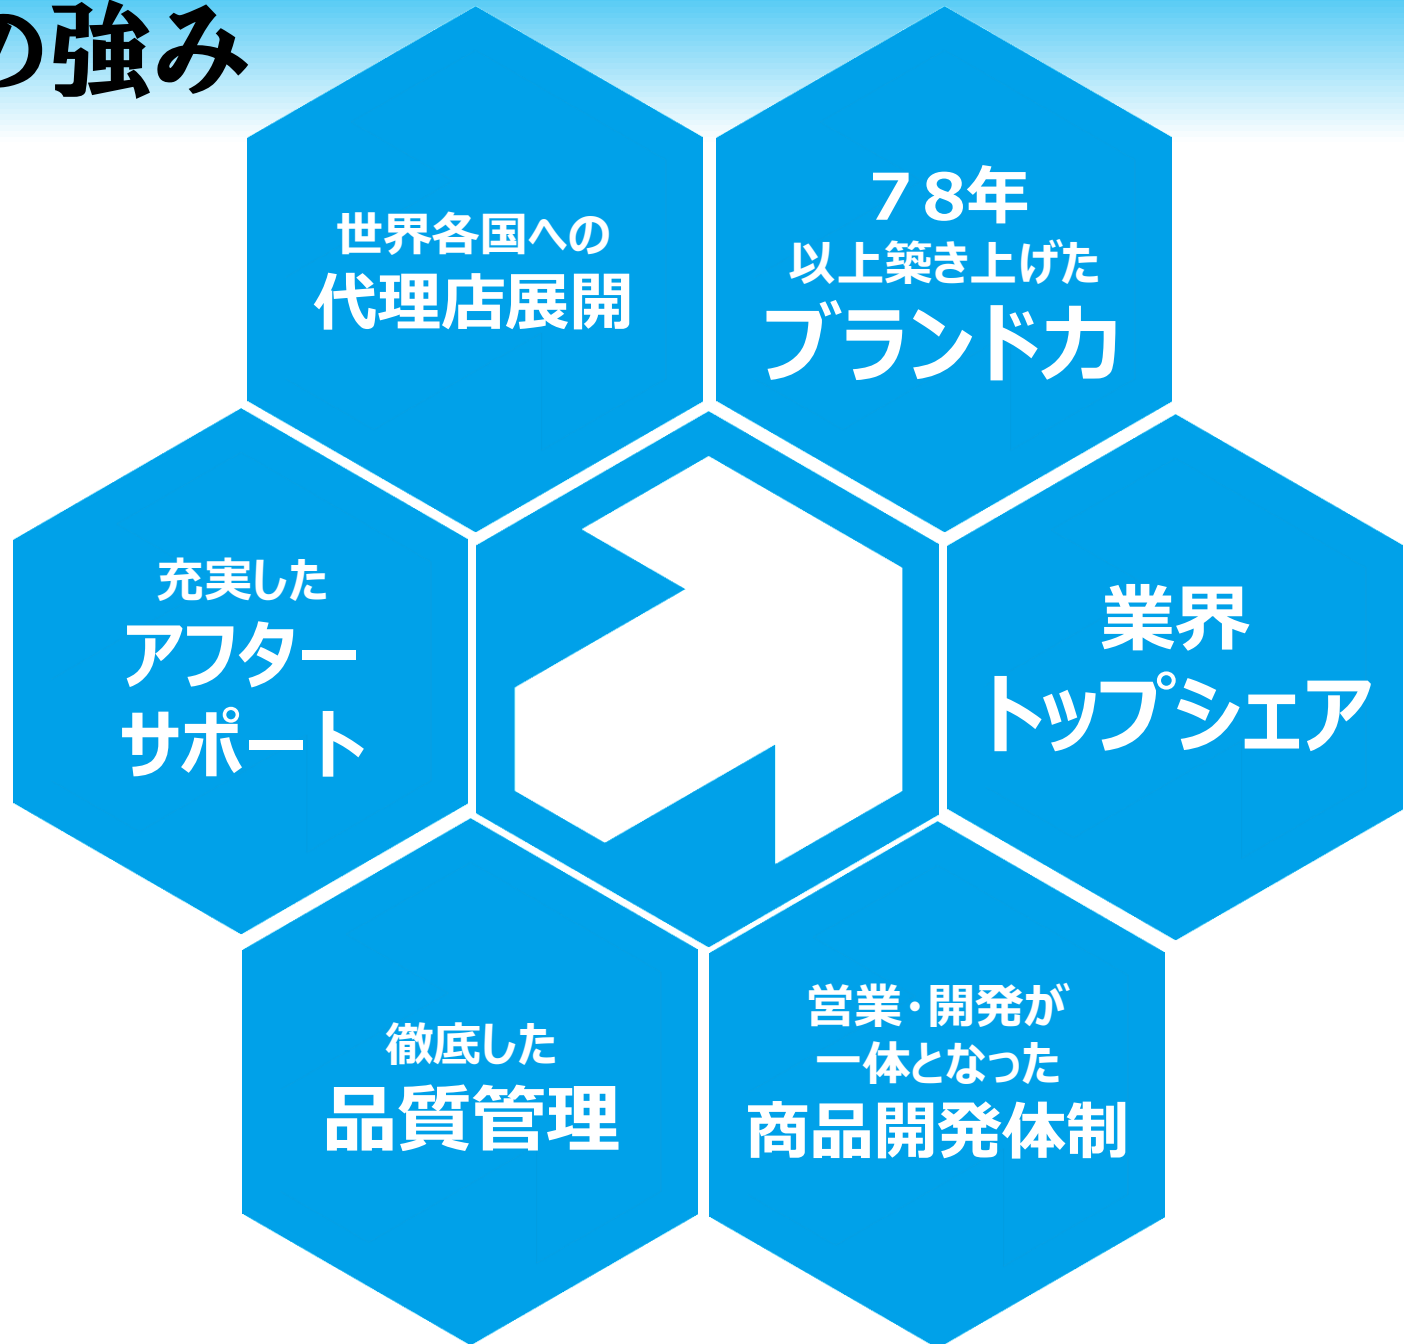 の強み
世界各国への
代理店展開
７８年
以上築き上げた
ブランド力
充実した
アフター
サポート
業界
トップシェア
徹底した
品質管理
営業・開発が
一体となった
商品開発体制